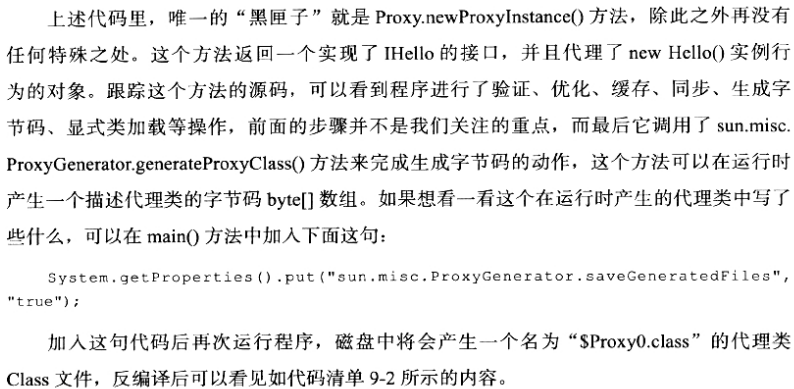 上述代码里，唯一的“黑匣子”就是 Proxy.newProxyInstance() 方法，除此之外再没有
任何特殊之处。这个方法返回一个实现了 IHello 的接口，并且代理了 new Hello() 实例行
为的对象。跟踪这个方法的源码，可以看到程序进行了验证、优化、缓存、同步、生成字
节码、显式类加载等操作，前面的步骤并不是我们关注的重点，而最后它调用了 sun.misc.
ProxyGenerator.generateProxyClass() 方法来完成生成字节码的动作，这个方法可以在运行时
产生一个描述代理类的字节码 byte[] 数组。如果想看一看这个在运行时产生的代理类中写了
些什么，可以在 main() 方法中加入下面这句：
System.getProperties().put("sun.misc.ProxyGenerator.saveGeneratedFiles",
"true");
加入这句代码后再次运行程序，磁盘中将会产生一个名为“$Proxy0.class”的代理类
Class 文件，反编译后可以看见如代码清单 9-2 所示的内容。